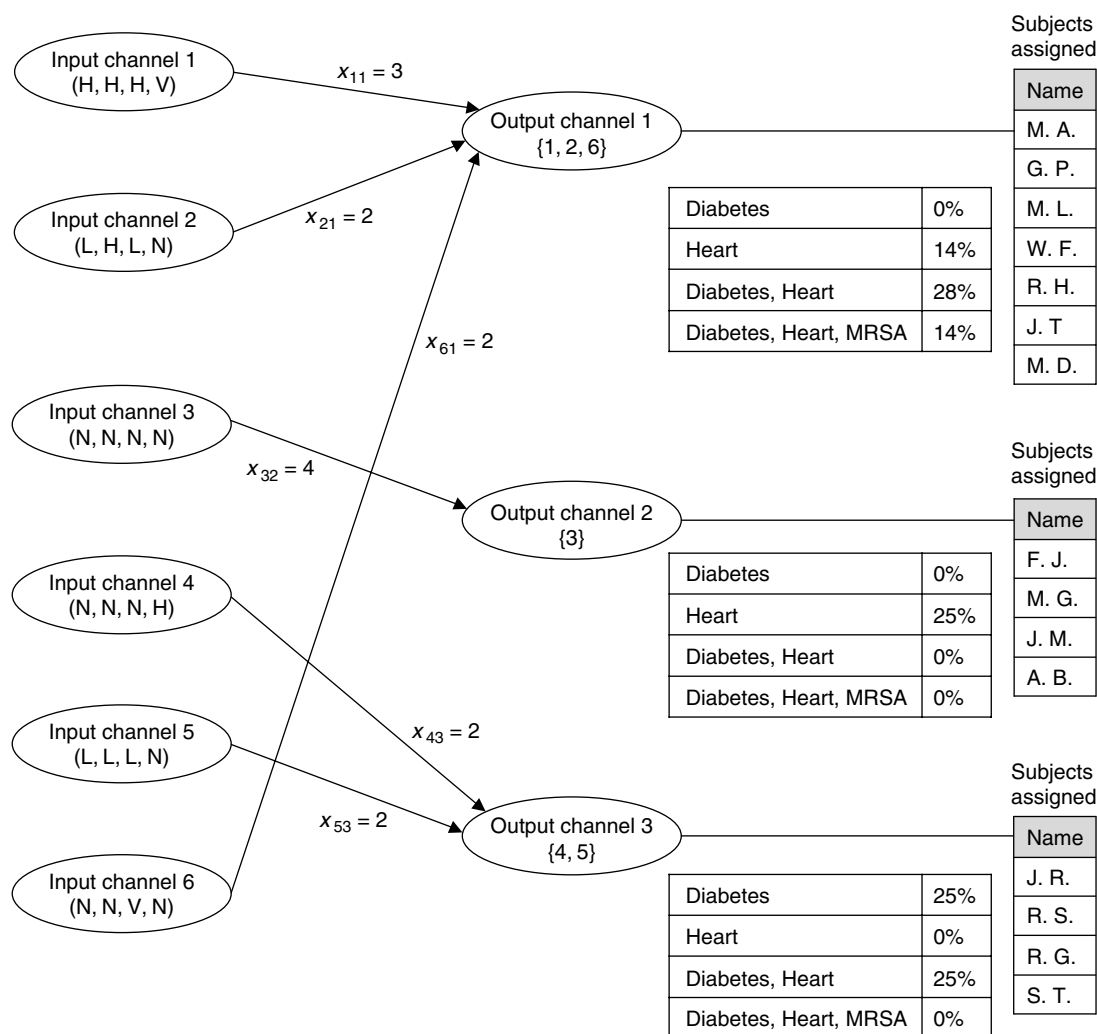 Input channel 1
(H, H, H, V)
x11 = 3
Input channel 2
(L, H, L, N)
x21 = 2
x61 = 2
Input channel 3
(N, N, N, N)
x32 = 4
Input channel 4
(N, N, N, H)
x43 = 2
Input channel 5
(L, L, L, N)
x53 = 2
Input channel 6
(N, N, V, N)
Output channel 1
{1, 2, 6}
Diabetes 0%
Heart 14%
Diabetes, Heart 28%
Diabetes, Heart, MRSA 14%
Subjects
assigned
Name
M. A.
G. P.
M. L.
W. F.
R. H.
J. T
M. D.
Output channel 2
{3}
Diabetes 0%
Heart 25%
Diabetes, Heart 0%
Diabetes, Heart, MRSA 0%
Subjects
assigned
Name
F. J.
M. G.
J. M.
A. B.
Output channel 3
{4, 5}
Diabetes 25%
Heart 0%
Diabetes, Heart 25%
Diabetes, Heart, MRSA 0%
Subjects
assigned
Name
J. R.
R. S.
R. G.
S. T.